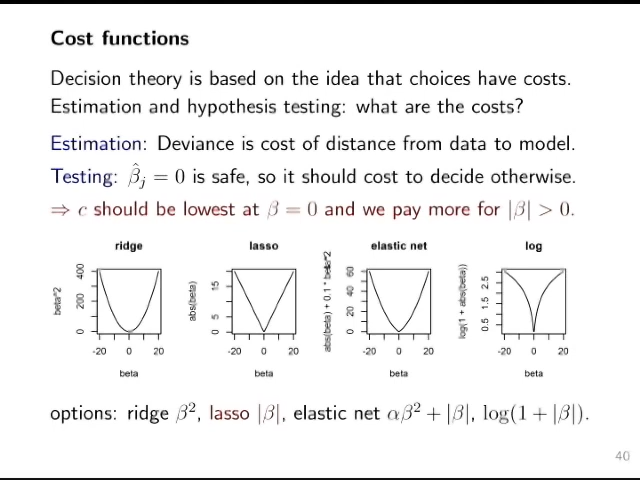 Cost functions
Decision theory is based on the idea that choices have costs.
Estimation and hypothesis testing: what are the costs?
Estimation: Deviance is cost of distance from data to model.
Testing: β̂ⱼ = 0 is safe, so it should cost to decide otherwise.
⇒ c should be lowest at β = 0 and we pay more for |β| > 0.
ridge
beta^2
0 200 400
-20 0 20
beta
lasso
abs(beta)
0 5 15
-20 0 20
beta
elastic net
abs(beta) + 0.1 * beta^2
0 20 40 60
-20 0 20
beta
log
log(1 + abs(beta))
0.5 1.5 2.5
-20 0 20
beta
options: ridge β², lasso |β|, elastic net αβ² + |β|, log(1 + |β|).
40